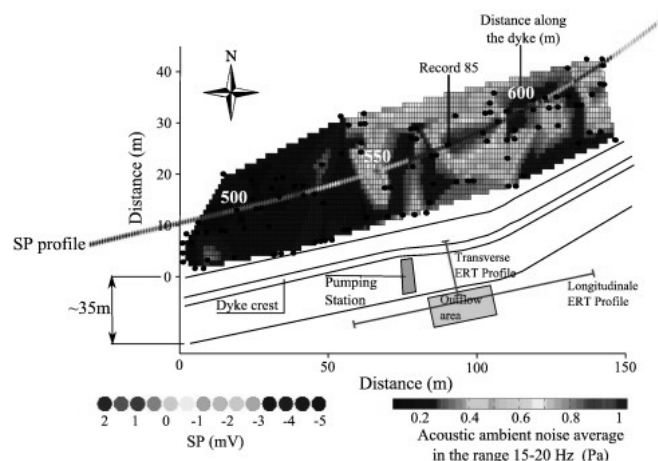 Distance along
the dyke (m)
N
Record 85
600
550
500
40
30
20
10
0
Distance (m)
SP profile
~35m
Dyke crest
Pumping
Station
Transverse
ERT Profile
Outflow
area
Longitudinale
ERT Profile
0 50 100 150
Distance (m)
2 1 0 -1 -2 -3 -4 -5
SP (mV)
0.2 0.4 0.6 0.8 1
Acoustic ambient noise average
in the range 15-20 Hz (Pa)